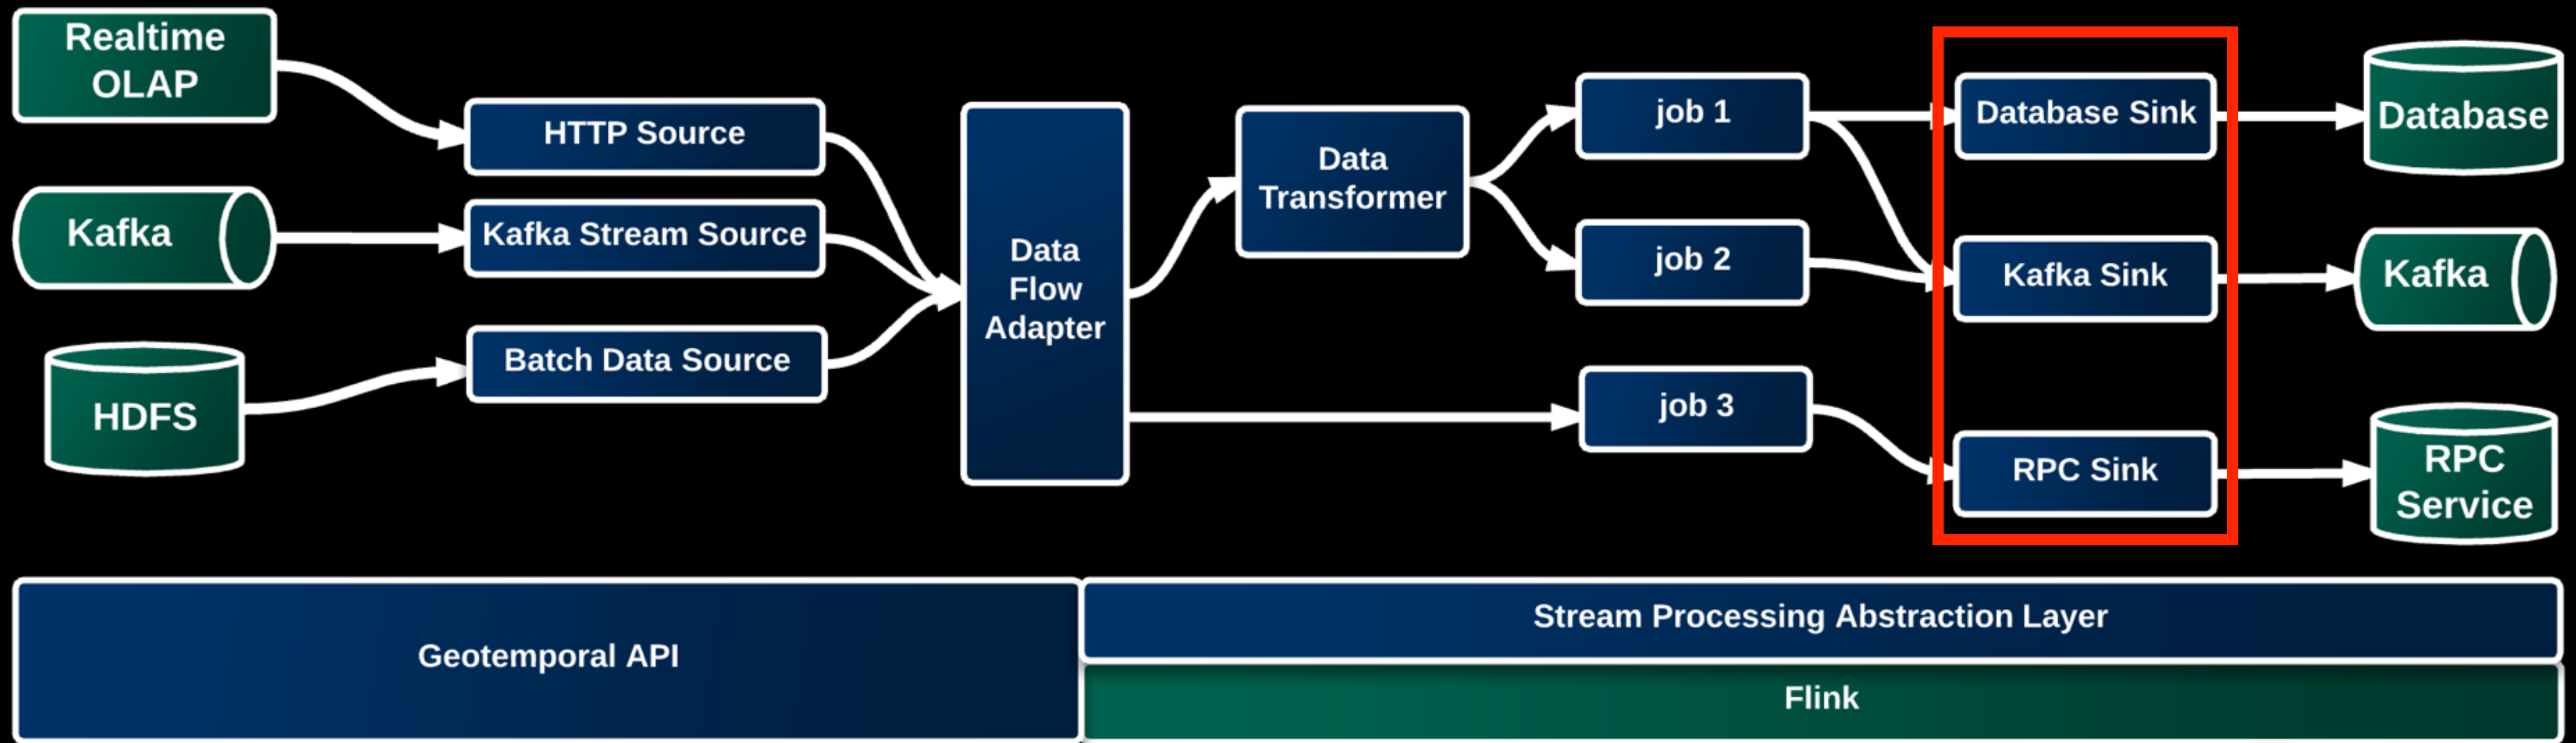 Realtime
OLAP
Kafka
HDFS
HTTP Source
Kafka Stream Source
Batch Data Source
Data
Flow
Adapter
Data
Transformer
job 1
job 2
job 3
Database Sink
Kafka Sink
RPC Sink
Database
Kafka
RPC
Service
Geotemporal API
Stream Processing Abstraction Layer
Flink